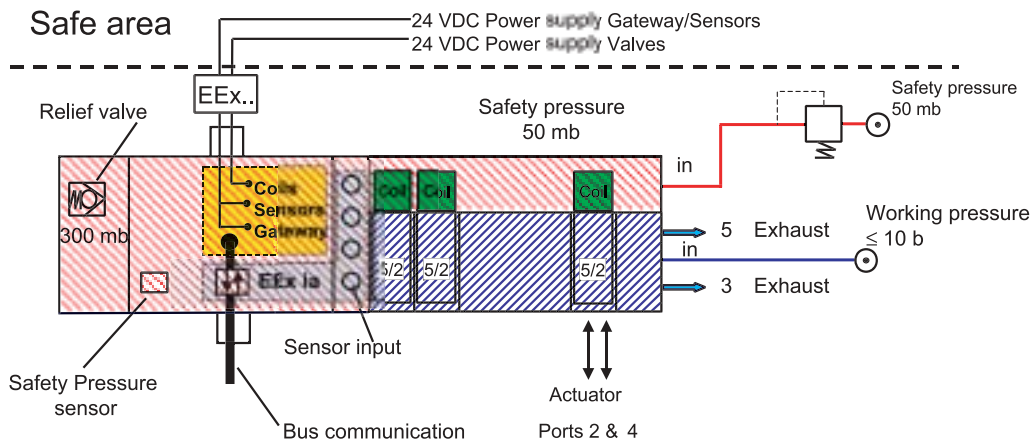 Safe area
24 VDC Power supply Gateway/Sensors
24 VDC Power supply Valves
EEx..
Relief valve
Safety pressure
50 mb
Safety pressure
50 mb
in
Coils
Sensors
Gateway
Coil
Coil
Coil
300 mb
5 Exhaust
Working pressure
≤ 10 b
in
EEx ia
5/2
5/2
5/2
3 Exhaust
Sensor input
Safety Pressure
sensor
Actuator
Bus communication
Ports 2 & 4